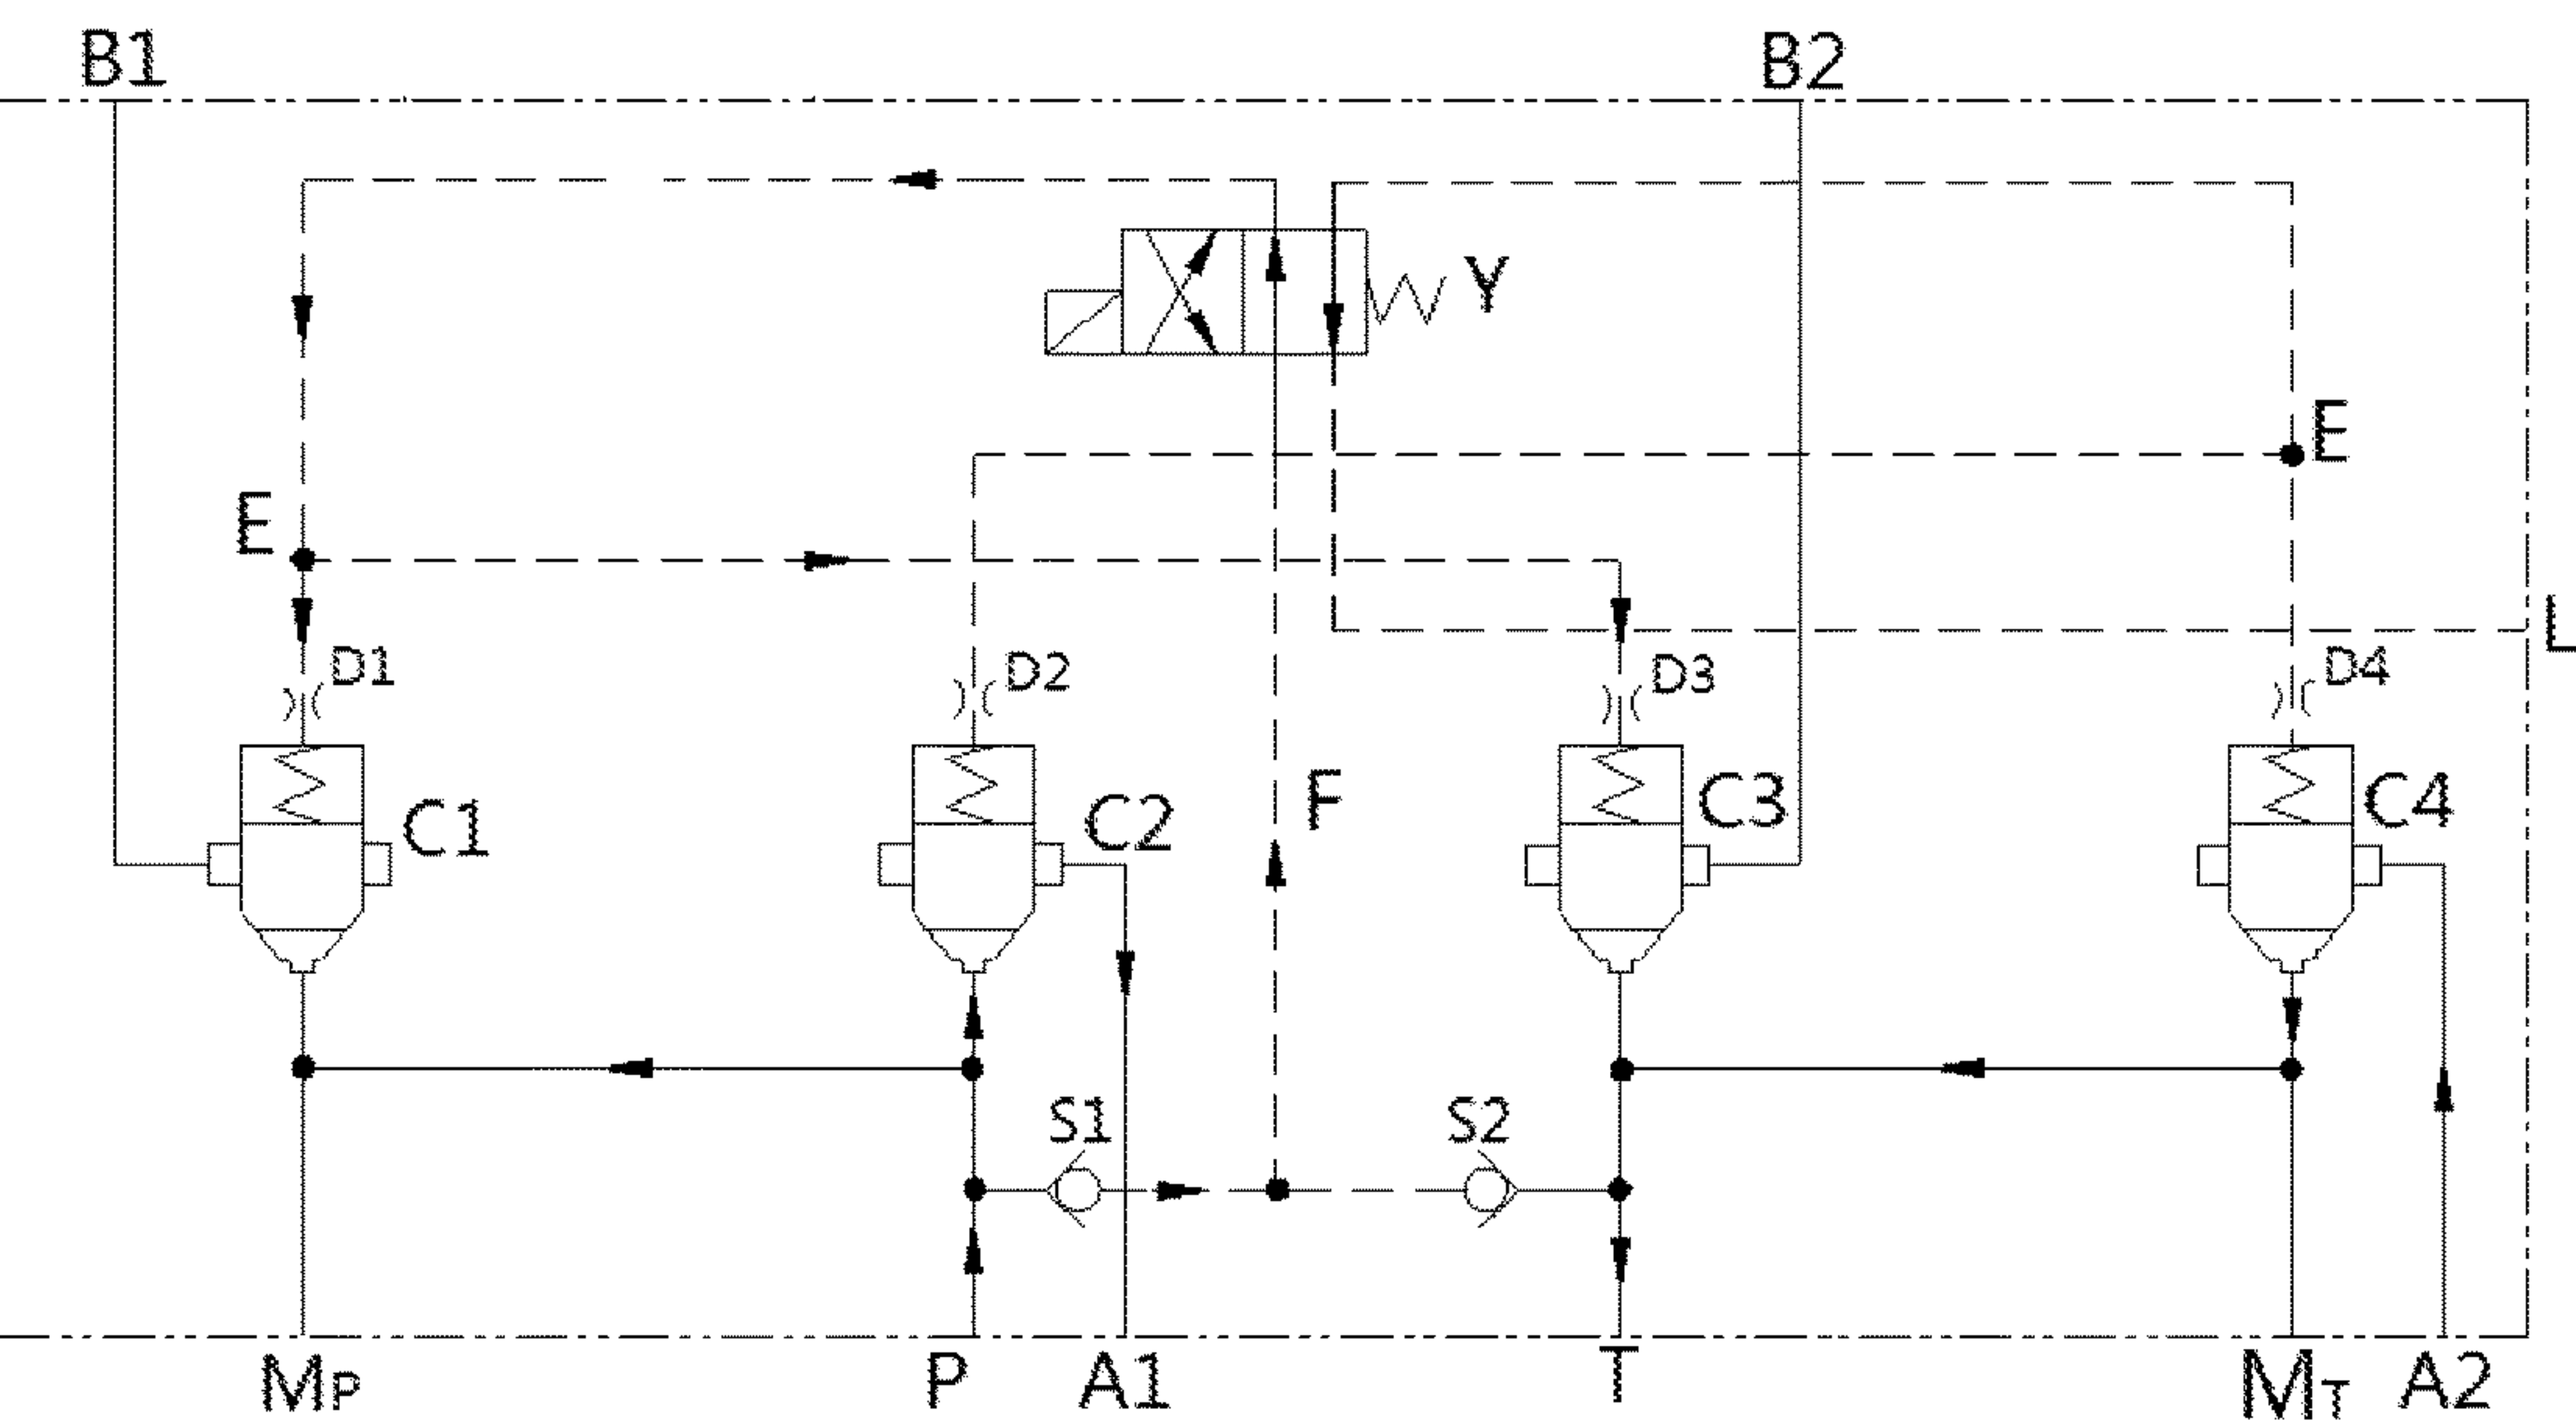 B1 B2
Y
E
E
L
D1 D2 D3 D4
C1 C2 F C3 C4
S1 S2
MP P A1 T MT A2